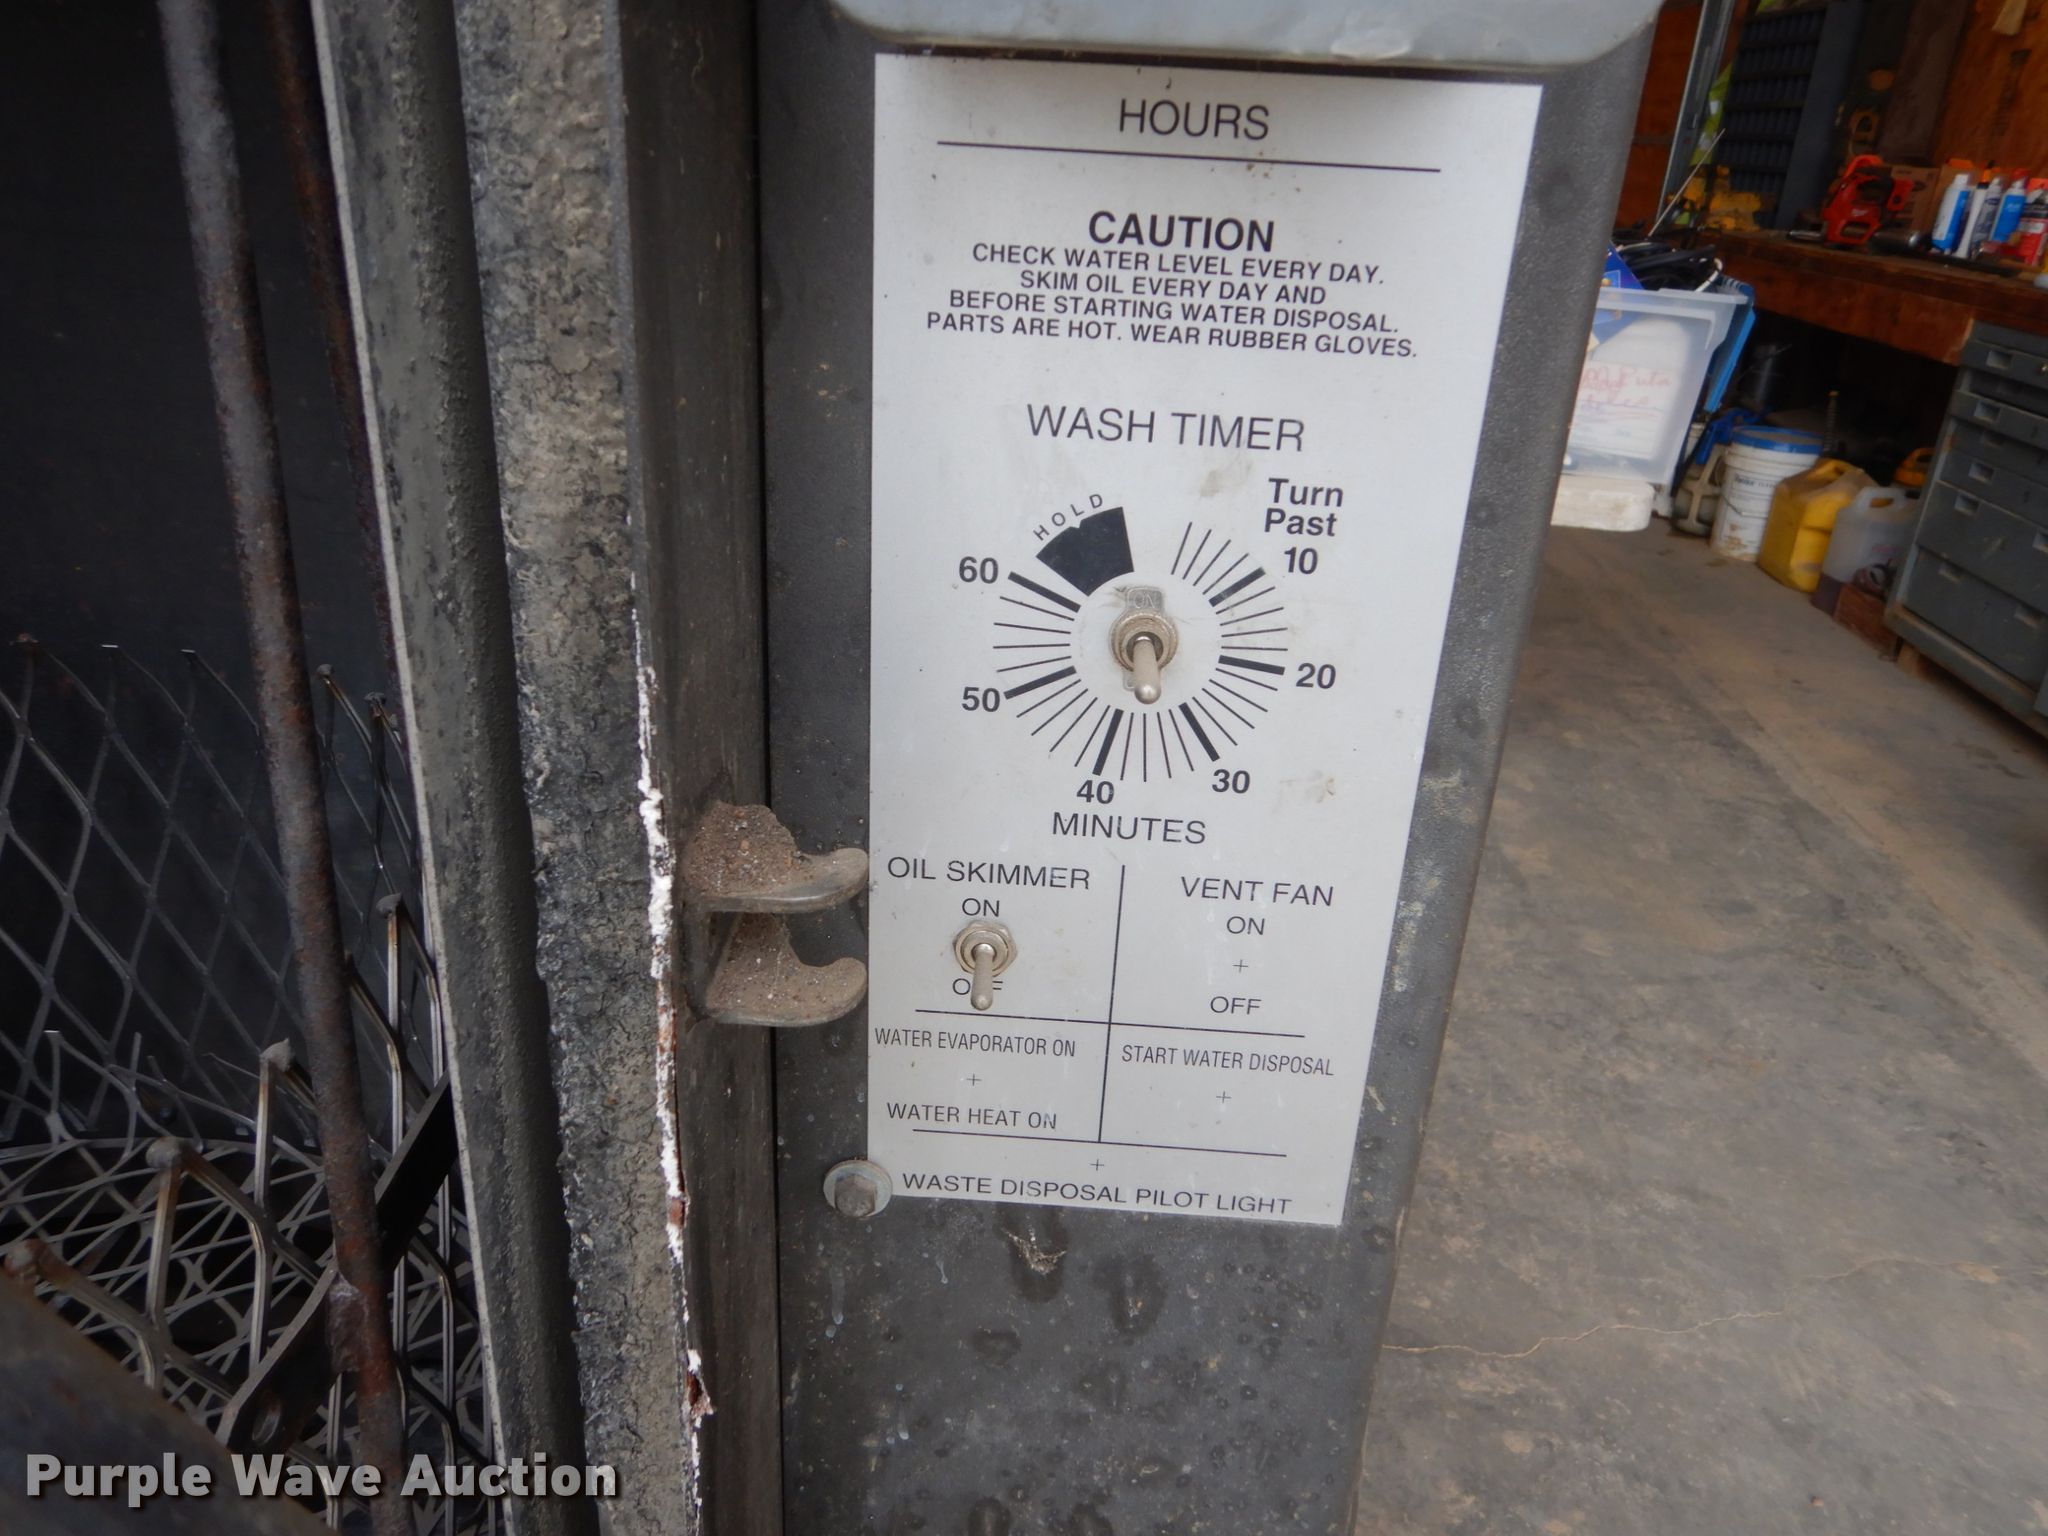 HOURS
CAUTION
CHECK WATER LEVEL EVERY DAY.
SKIM OIL EVERY DAY AND
BEFORE STARTING WATER DISPOSAL.
PARTS ARE HOT. WEAR RUBBER GLOVES.
WASH TIMER
HOLD
Turn
Past
10
20
30
40
50
60
ON
MINUTES
OIL SKIMMER
ON
OFF
VENT FAN
ON
OFF
WATER EVAPORATOR ON
WATER HEAT ON
START WATER DISPOSAL
WASTE DISPOSAL PILOT LIGHT
Purple Wave Auction